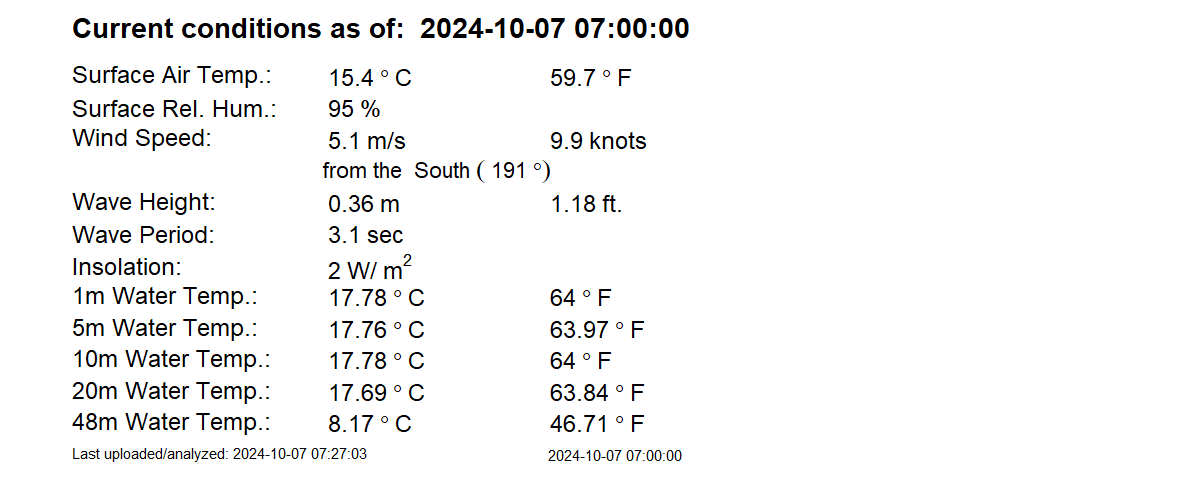 Current conditions as of:  2024-10-07 07:00:00
Surface Air Temp.: 15.4 ° C 59.7 ° F
Surface Rel. Hum.: 95 %
Wind Speed: 5.1 m/s 9.9 knots
from the  South ( 191 °)
Wave Height: 0.36 m 1.18 ft.
Wave Period: 3.1 sec
Insolation: 2 W/ m²
1m Water Temp.: 17.78 ° C 64 ° F
5m Water Temp.: 17.76 ° C 63.97 ° F
10m Water Temp.: 17.78 ° C 64 ° F
20m Water Temp.: 17.69 ° C 63.84 ° F
48m Water Temp.: 8.17 ° C 46.71 ° F
Last uploaded/analyzed: 2024-10-07 07:27:03 2024-10-07 07:00:00